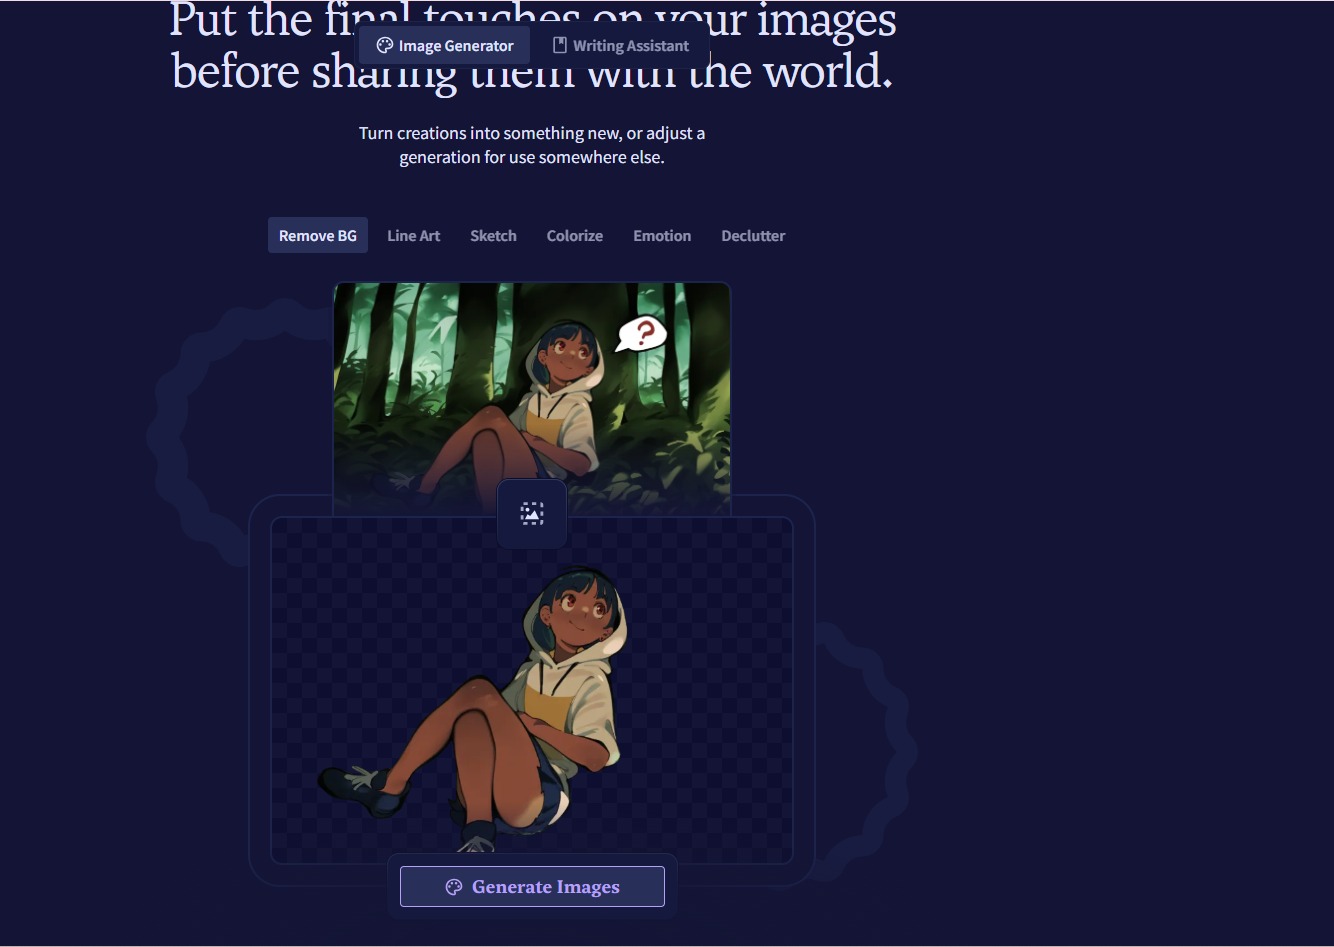 Put the final touches on your images
before sharing them with the world.
Image Generator
Writing Assistant
Turn creations into something new, or adjust a
generation for use somewhere else.
Remove BG
Line Art
Sketch
Colorize
Emotion
Declutter
?
Generate Images